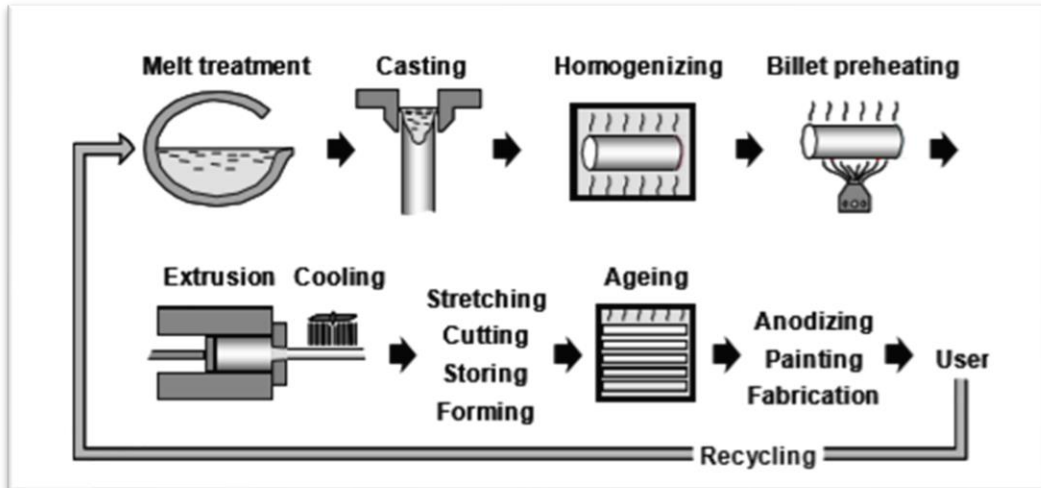 Melt treatment
Casting
Homogenizing
Billet preheating
Extrusion
Cooling
Stretching
Cutting
Storing
Forming
Ageing
Anodizing
Painting
Fabrication
User
Recycling